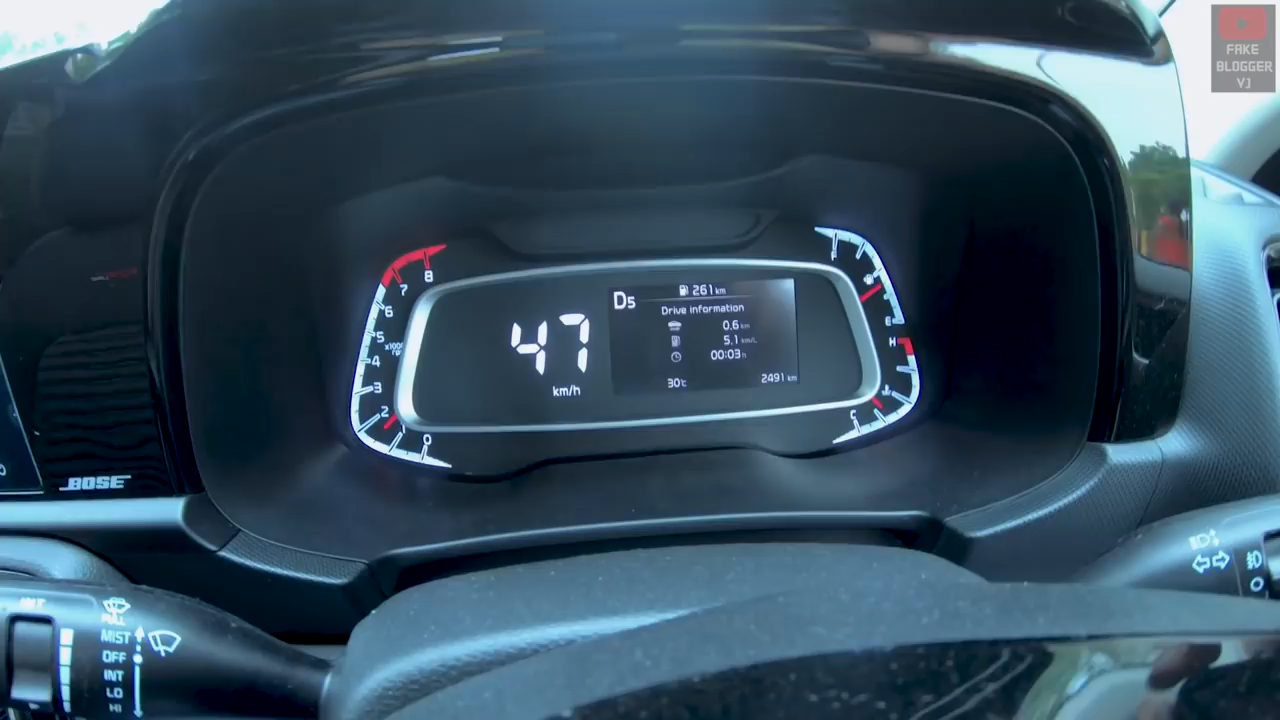 FAKE
BLOGGER
VJ
8
7
6
5
x1000
4
3
2
1
0
47
km/h
D5
261 km
Drive information
0.6 km
5.1 km/L
00:03 h
30°C
2491 km
F
E
H
C
BOSE
INT
PULL
MIST
OFF
INT
LO
HI